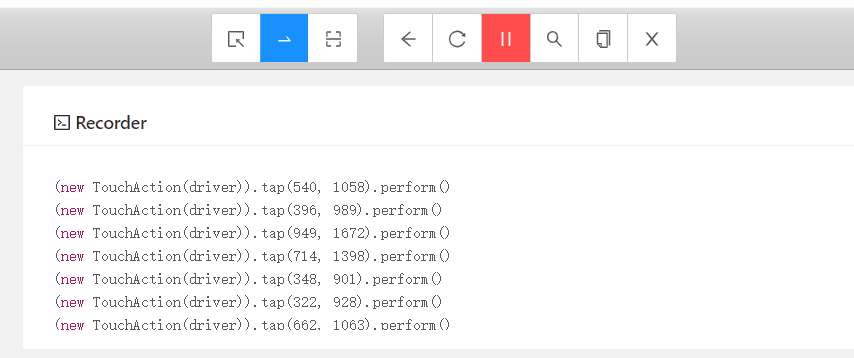 Recorder
(new TouchAction(driver)).tap(540, 1058).perform()
(new TouchAction(driver)).tap(396, 989).perform()
(new TouchAction(driver)).tap(949, 1672).perform()
(new TouchAction(driver)).tap(714, 1398).perform()
(new TouchAction(driver)).tap(348, 901).perform()
(new TouchAction(driver)).tap(322, 928).perform()
(new TouchAction(driver)).tap(662, 1063).perform()